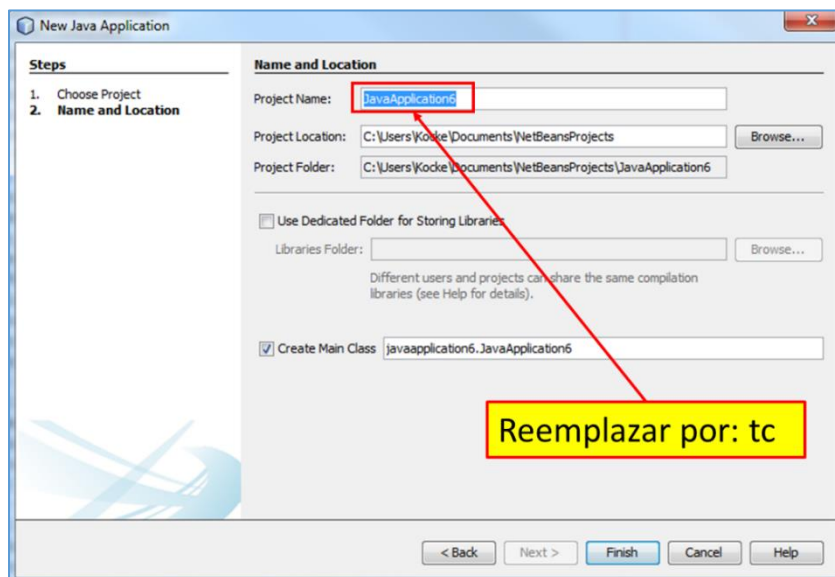 New Java Application
Steps
1. Choose Project
2. Name and Location
Name and Location
Project Name: JavaApplication6
Project Location: C:\Users\Kocke\Documents\NetBeansProjects Browse...
Project Folder: C:\Users\Kocke\Documents\NetBeansProjects\JavaApplication6
Use Dedicated Folder for Storing Libraries
Libraries Folder: Browse...
Different users and projects can share the same compilation
libraries (see Help for details).
Create Main Class javaapplication6.JavaApplication6
Reemplazar por: tc
< Back Next > Finish Cancel Help